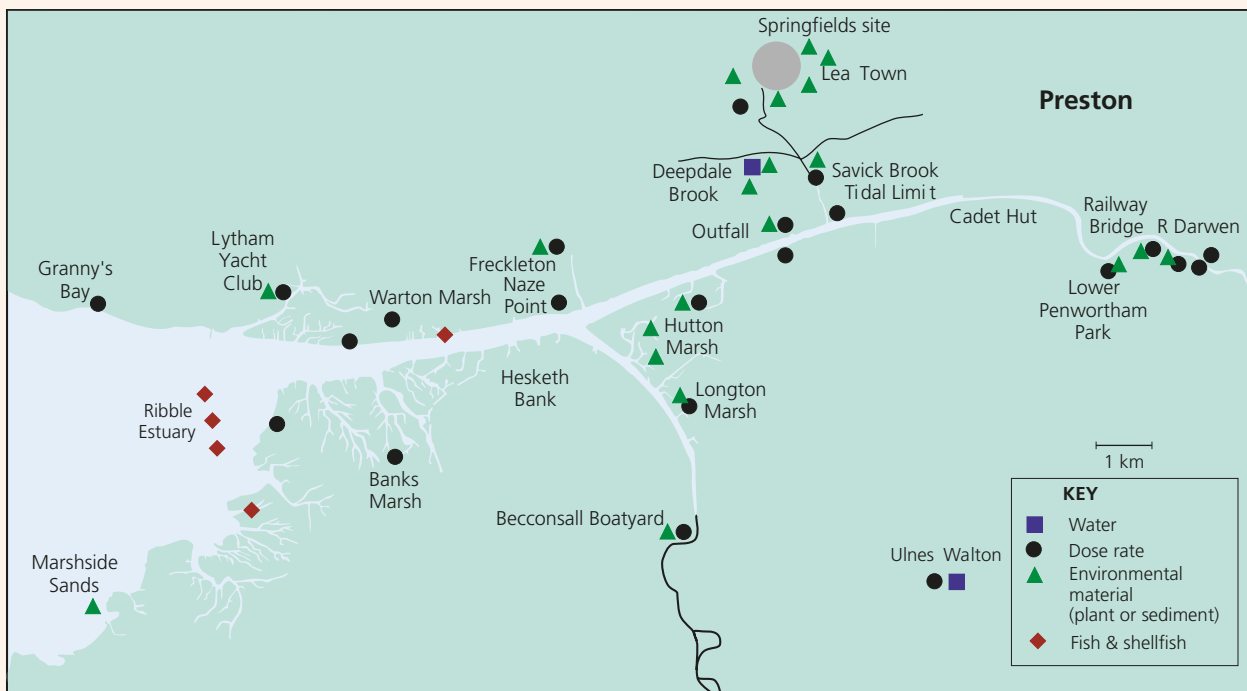 Springfields site
Lea Town
Preston
Deepdale
Brook
Savick Brook
Tidal Limit
Cadet Hut
Railway
Bridge
R Darwen
Outfall
Lytham
Yacht
Club
Granny's
Bay
Warton Marsh
Freckleton
Naze
Point
Lower
Penwortham
Park
Hutton
Marsh
Hesketh
Bank
Longton
Marsh
Ribble
Estuary
Banks
Marsh
1 km
Becconsall Boatyard
Ulnes Walton
Marshside
Sands
KEY
Water
Dose rate
Environmental
material
(plant or sediment)
Fish & shellfish